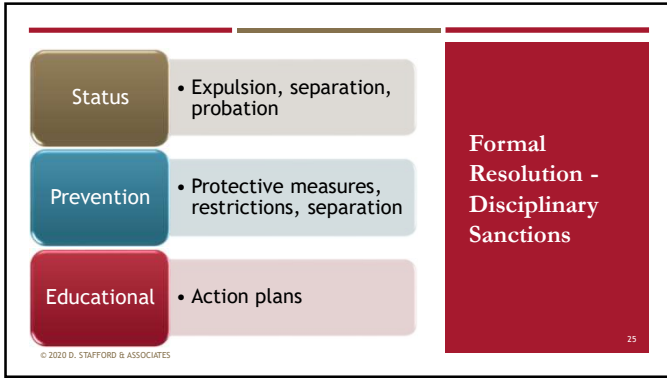 Status
• Expulsion, separation,
probation
Prevention
• Protective measures,
restrictions, separation
Educational
• Action plans
Formal
Resolution -
Disciplinary
Sanctions
25
© 2020 D. STAFFORD & ASSOCIATES